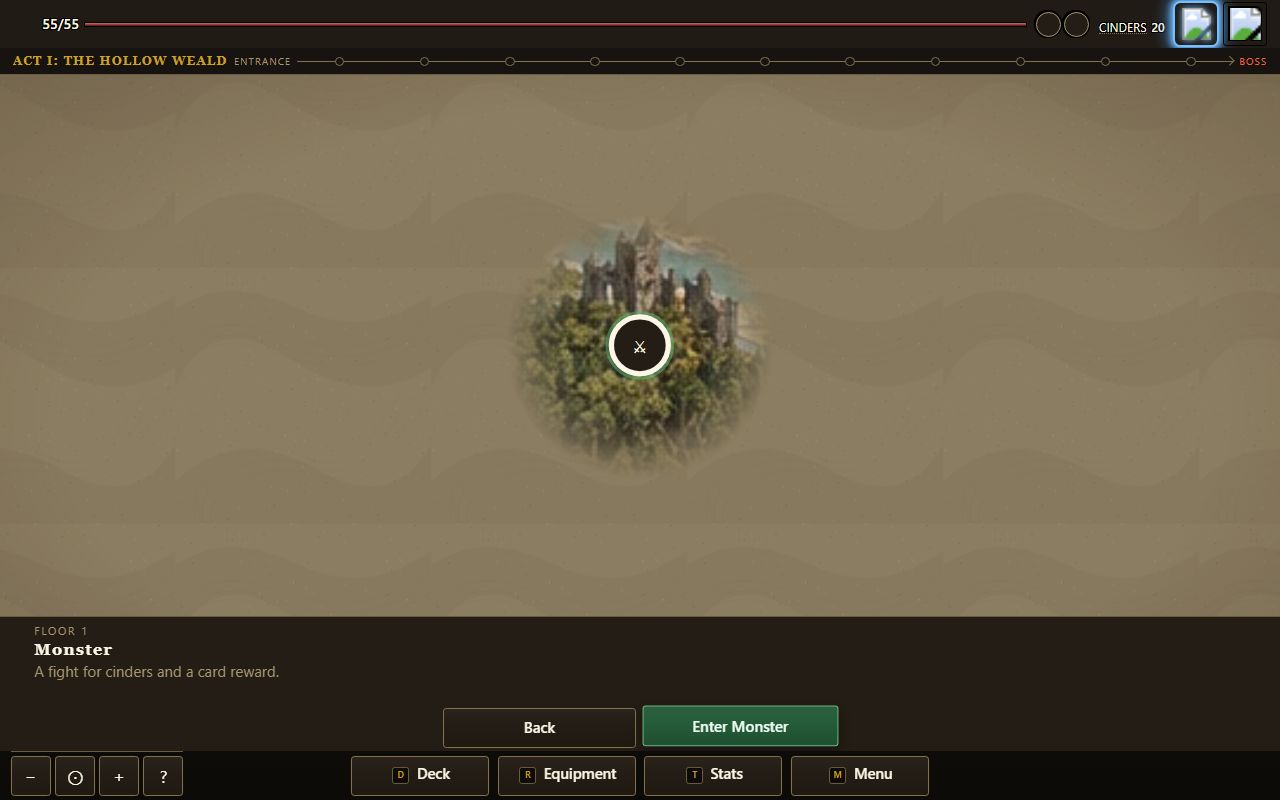 55/55
CINDERS 20
ACT I: THE HOLLOW WEALD ENTRANCE
BOSS
FLOOR 1
Monster
A fight for cinders and a card reward.
Back
Enter Monster
− + ?
D Deck
R Equipment
T Stats
M Menu